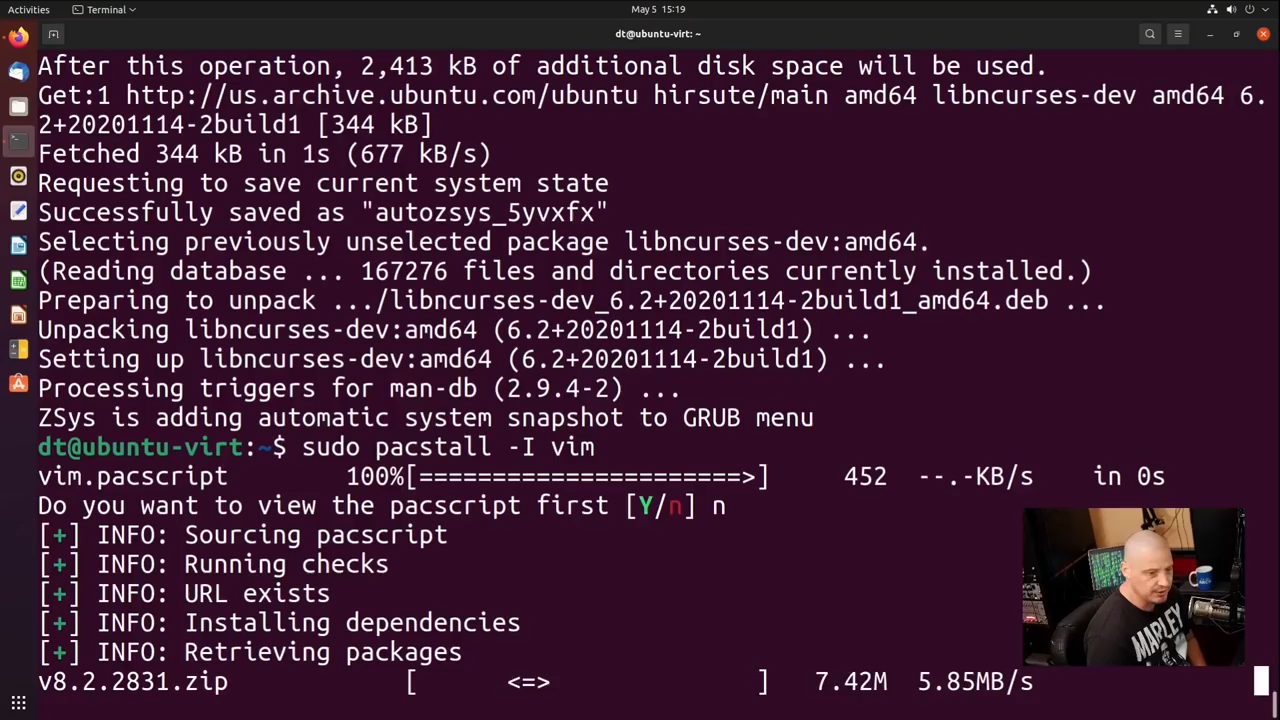 Activities
Terminal
May 5 15:19
dt@ubuntu-virt: ~
After this operation, 2,413 kB of additional disk space will be used.
Get:1 http://us.archive.ubuntu.com/ubuntu hirsute/main amd64 libncurses-dev amd64 6.
2+20201114-2build1 [344 kB]
Fetched 344 kB in 1s (677 kB/s)
Requesting to save current system state
Successfully saved as "autozsys_5yvxfx"
Selecting previously unselected package libncurses-dev:amd64.
(Reading database ... 167276 files and directories currently installed.)
Preparing to unpack .../libncurses-dev_6.2+20201114-2build1_amd64.deb ...
Unpacking libncurses-dev:amd64 (6.2+20201114-2build1) ...
Setting up libncurses-dev:amd64 (6.2+20201114-2build1) ...
Processing triggers for man-db (2.9.4-2) ...
ZSys is adding automatic system snapshot to GRUB menu
dt@ubuntu-virt:~$ sudo pacstall -I vim
vim.pacscript 100%[======================>] 452 --.-KB/s in 0s
Do you want to view the pacscript first [Y/n] n
[+] INFO: Sourcing pacscript
[+] INFO: Running checks
[+] INFO: URL exists
[+] INFO: Installing dependencies
[+] INFO: Retrieving packages
v8.2.2831.zip [ <=> ] 7.42M 5.85MB/s
MARLEY